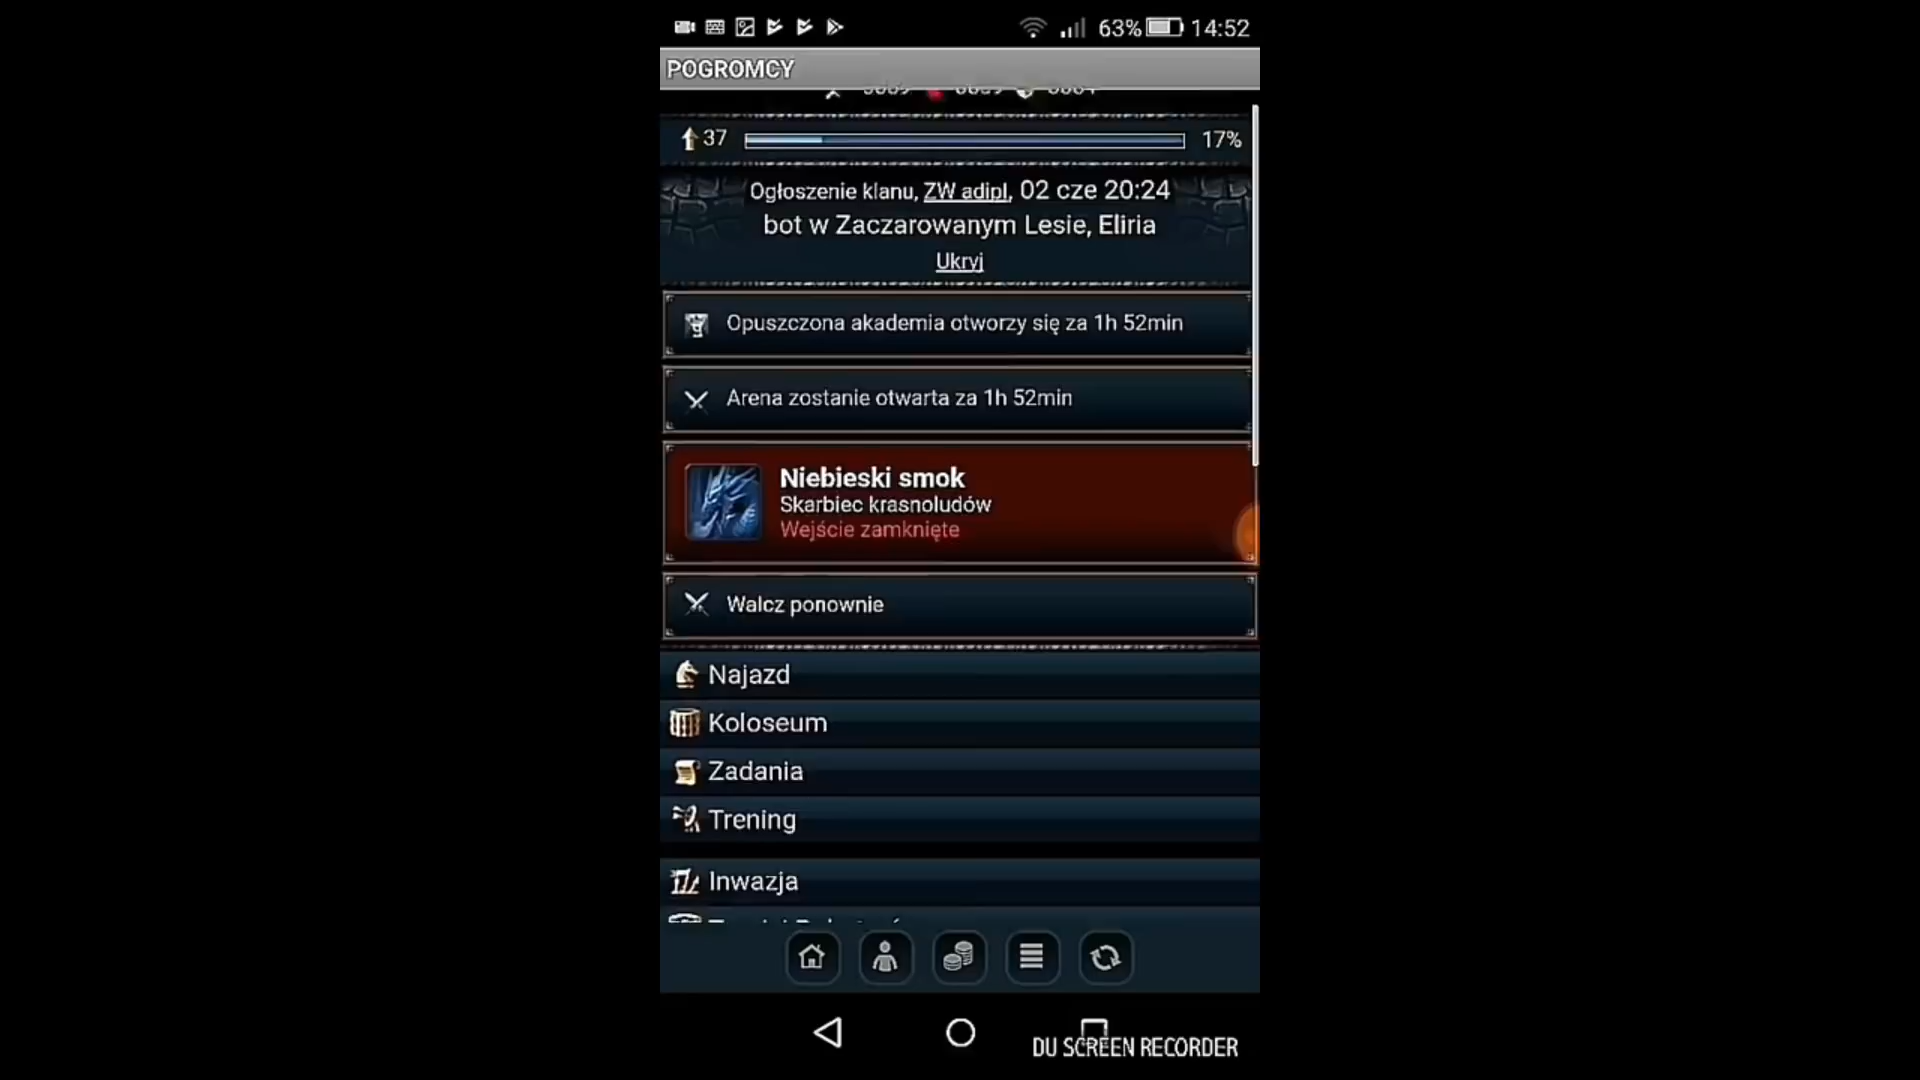 63% 14:52
POGROMCY
37 17%
Ogłoszenie klanu, ZW adipl, 02 cze 20:24
bot w Zaczarowanym Lesie, Eliria
Ukryj
Opuszczona akademia otworzy się za 1h 52min
Arena zostanie otwarta za 1h 52min
Niebieski smok
Skarbiec krasnoludów
Wejście zamknięte
Walcz ponownie
Najazd
Koloseum
Zadania
Trening
Inwazja
DU SCREEN RECORDER